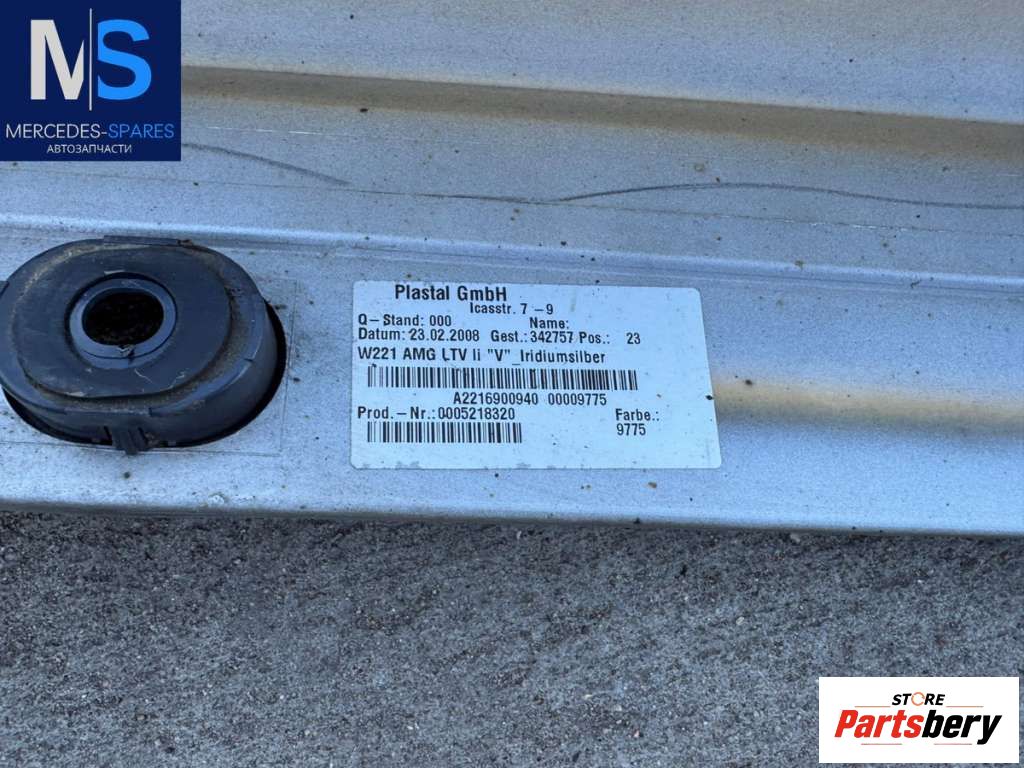 MS
MERCEDES-SPARES
АВТОЗАПЧАСТИ
Plastal GmbH
Icasstr. 7 -9
Q-Stand: 000 Name:
Datum: 23.02.2008 Gest.:342757 Pos.: 23
W221 AMG LTV li "V"_Iridiumsilber
A2216900940 00009775
Prod.-Nr.:0005218320 Farbe.:
9775
STORE
Partsbery